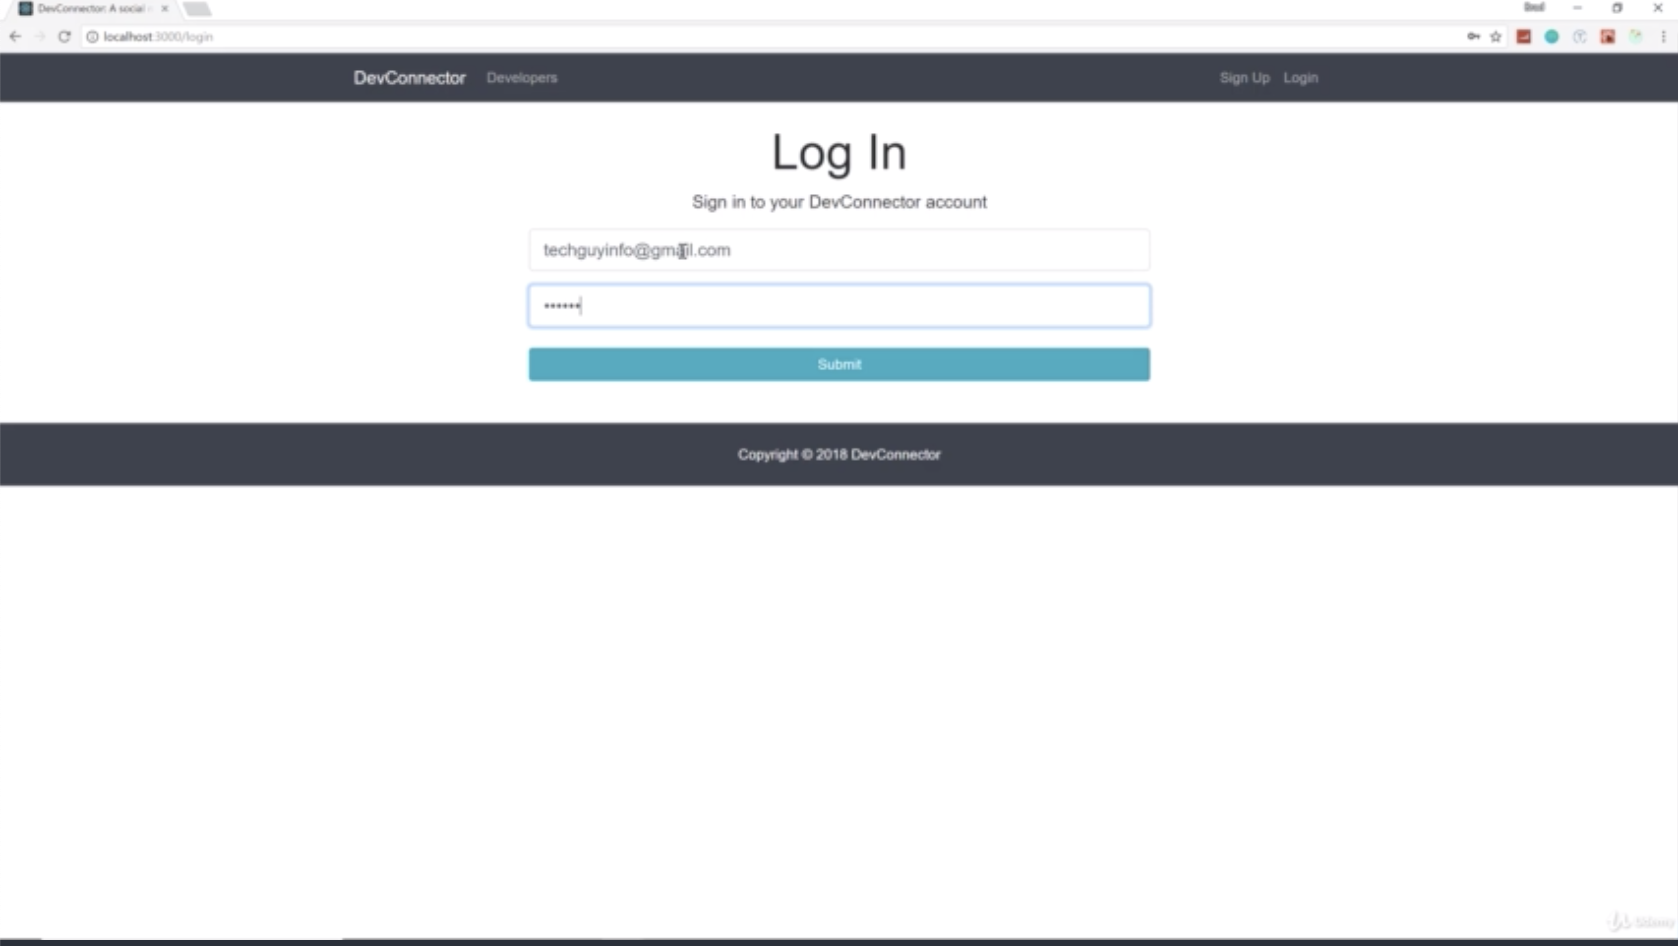 DevConnector: A social
localhost:3000/login
DevConnector Developers Sign Up Login
Log In
Sign in to your DevConnector account
techguyinfo@gmail.com
••••••
Submit
Copyright © 2018 DevConnector
Udemy